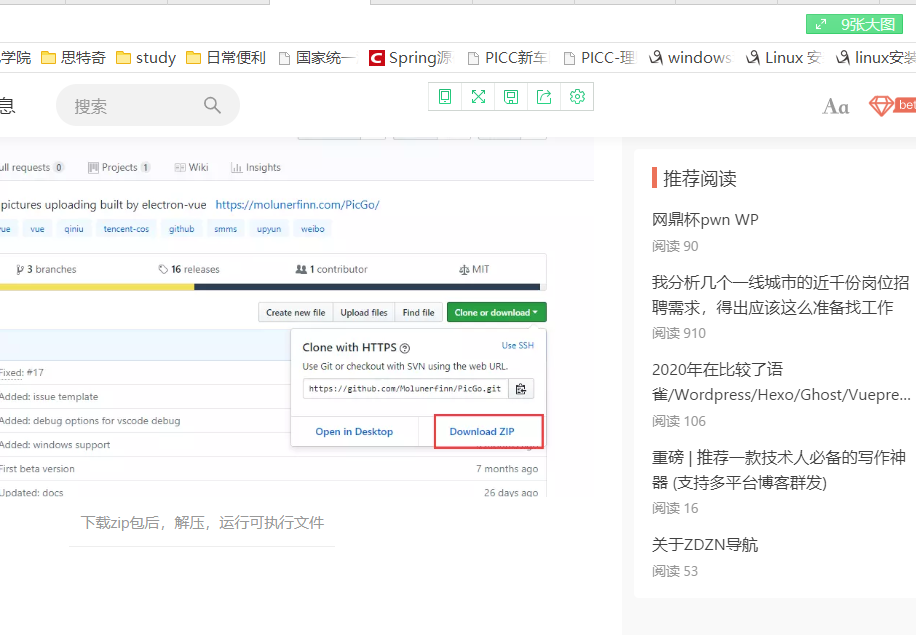 9张大图
学院 思特奇 study 日常便利 国家统一 Spring源 PICC新车 PICC-理 windows Linux 安 linux安装
息 搜索 Aa bet
ull requests 0 Projects 1 Wiki Insights
pictures uploading built by electron-vue https://molunerfinn.com/PicGo/
vue vue qiniu tencent-cos github smms upyun weibo
3 branches 16 releases 1 contributor MIT
Create new file Upload files Find file Clone or download
Clone with HTTPS Use SSH
Use Git or checkout with SVN using the web URL.
https://github.com/Molunerfinn/PicGo.git
Open in Desktop Download ZIP
Fixed: #17
Added: issue template
Added: debug options for vscode debug
Added: windows support
First beta version 7 months ago
Updated: docs 26 days ago
下载zip包后，解压，运行可执行文件
推荐阅读
网鼎杯pwn WP
阅读 90
我分析几个一线城市的近千份岗位招
聘需求，得出应该这么准备找工作
阅读 910
2020年在比较了语
雀/Wordpress/Hexo/Ghost/Vuepre...
阅读 106
重磅 | 推荐一款技术人必备的写作神
器 (支持多平台博客群发)
阅读 16
关于ZDZN导航
阅读 53